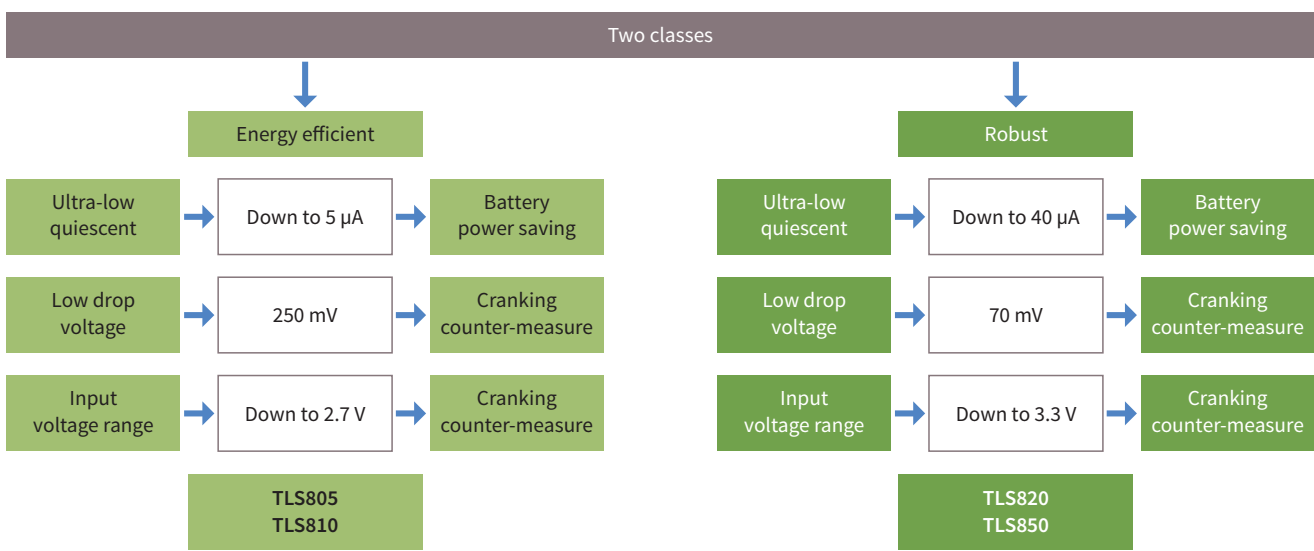 Two classes
Energy efficient
Ultra-low
quiescent
Down to 5 µA
Battery
power saving
Low drop
voltage
250 mV
Cranking
counter-measure
Input
voltage range
Down to 2.7 V
Cranking
counter-measure
TLS805
TLS810
Robust
Ultra-low
quiescent
Down to 40 µA
Battery
power saving
Low drop
voltage
70 mV
Cranking
counter-measure
Input
voltage range
Down to 3.3 V
Cranking
counter-measure
TLS820
TLS850